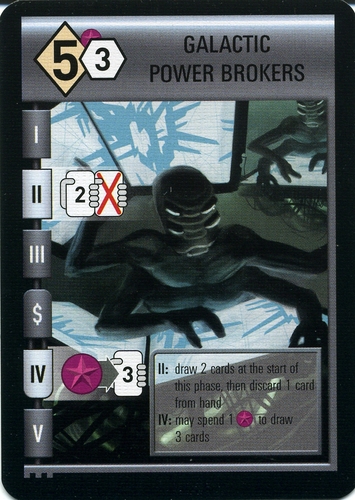 5
3
GALACTIC
POWER BROKERS
I
II
2
III
$
IV
3
II: draw 2 cards at the start
of this phase, then discard 1 card
from hand
IV: may spend 1 to draw
3 cards
V